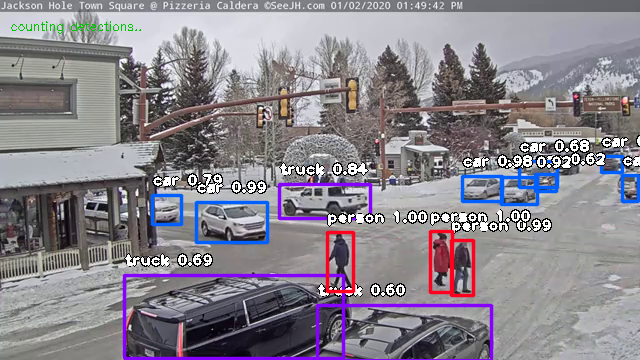 Jackson Hole Town Square @ Pizzeria Caldera ©SeeJH.com 01/02/2020 01:49:42 PM
counting detections..
car 0.68
car 0.79
car 0.99
truck 0.84
car 0.98
0.92
0.62
person 1.00
person 1.00
0.99
truck 0.69
truck 0.60